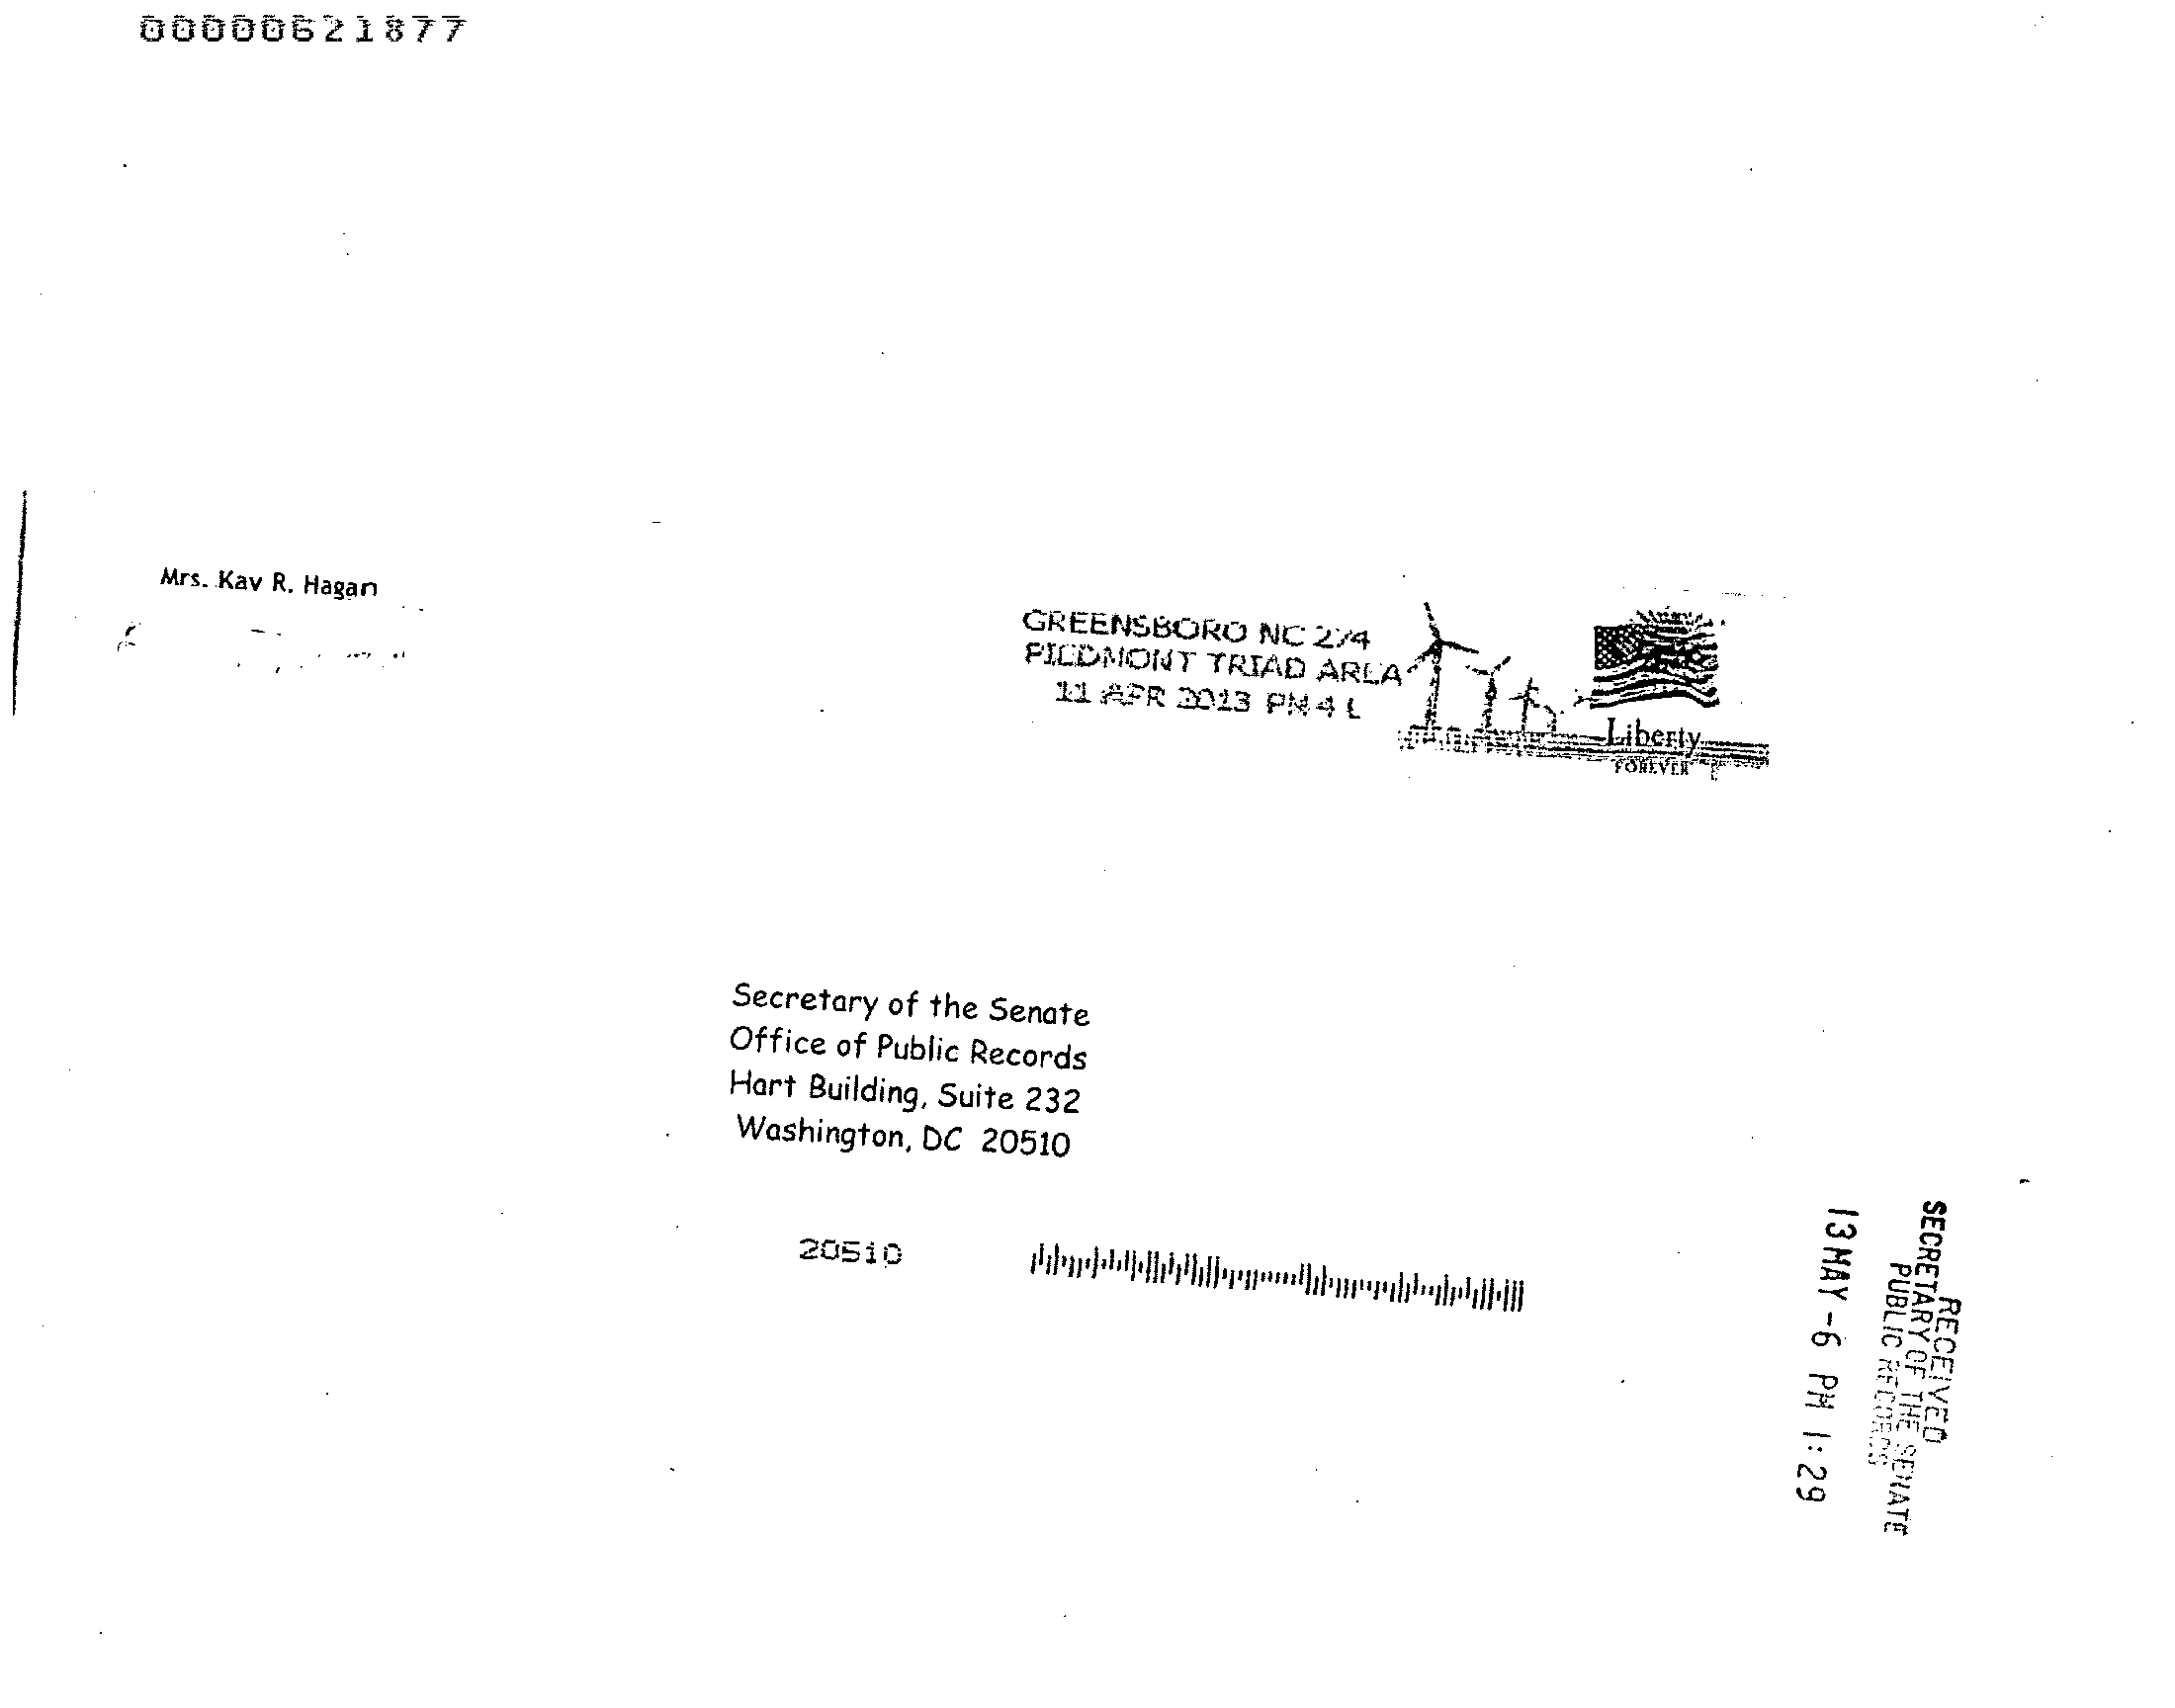 00000621877
Mrs. Kay R. Hagan
GREENSBORO NC 274
PIEDMONT TRIAD AREA
11 APR 2013 PM 4 L
Liberty
FOREVER
Secretary of the Senate
Office of Public Records
Hart Building, Suite 232
Washington, DC 20510
20510
RECEIVED
SECRETARY OF THE SENATE
PUBLIC RECORDS
13 MAY -6 PM 1:29